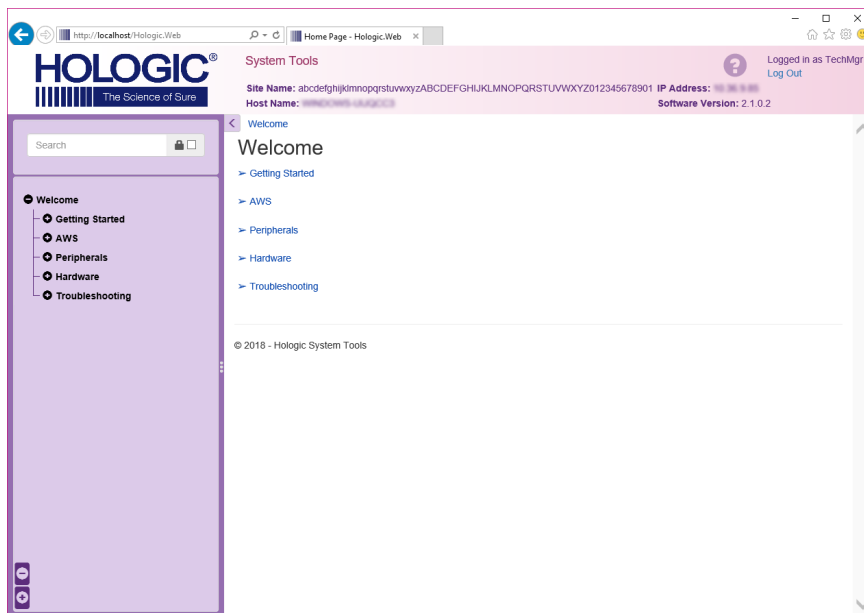 http://localhost/Hologic.Web
Home Page - Hologic.Web
HOLOGIC®
The Science of Sure
System Tools
Logged in as TechMgr
Log Out
Site Name: abcdefghijklmnopqrstuvwxyzABCDEFGHIJKLMNOPQRSTUVWXYZ012345678901 IP Address:
Host Name: Software Version: 2.1.0.2
Search
Welcome
Getting Started
AWS
Peripherals
Hardware
Troubleshooting
Welcome
Welcome
➢ Getting Started
➢ AWS
➢ Peripherals
➢ Hardware
➢ Troubleshooting
© 2018 - Hologic System Tools